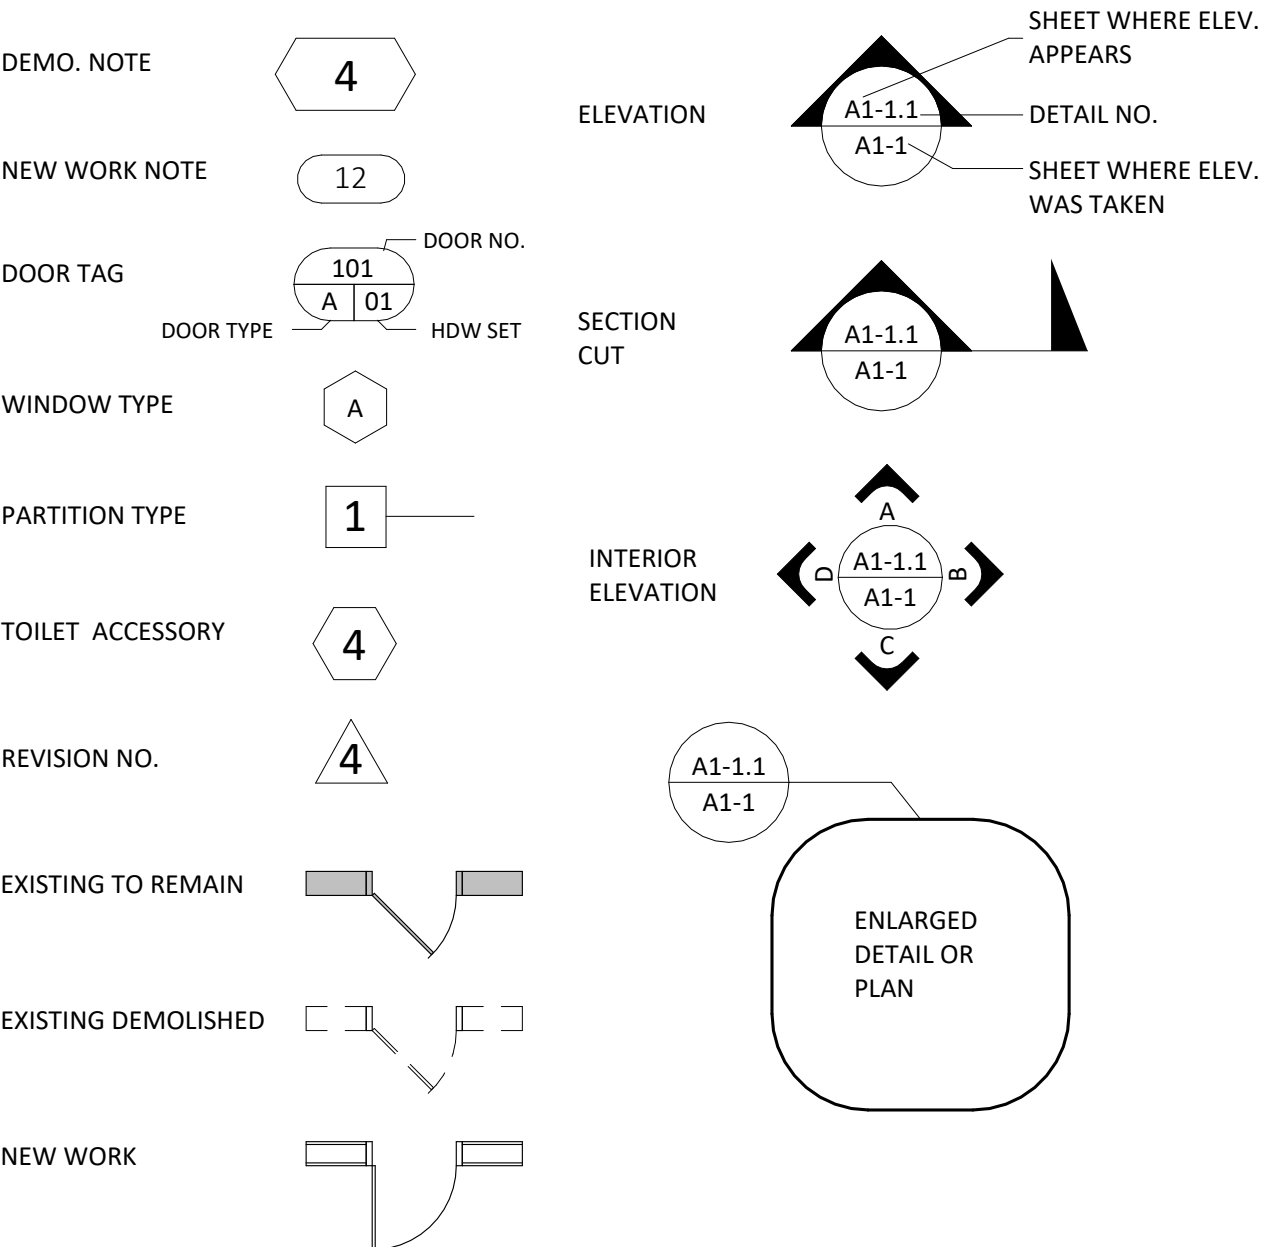 DEMO. NOTE
4
NEW WORK NOTE
12
DOOR TAG
DOOR NO.
101
A 01
DOOR TYPE
HDW SET
WINDOW TYPE
A
PARTITION TYPE
1
TOILET ACCESSORY
4
REVISION NO.
4
EXISTING TO REMAIN
EXISTING DEMOLISHED
NEW WORK
ELEVATION
A1-1.1
A1-1
SHEET WHERE ELEV.
APPEARS
DETAIL NO.
SHEET WHERE ELEV.
WAS TAKEN
SECTION
CUT
A1-1.1
A1-1
INTERIOR
ELEVATION
A
D
A1-1.1
A1-1
B
C
A1-1.1
A1-1
ENLARGED
DETAIL OR
PLAN